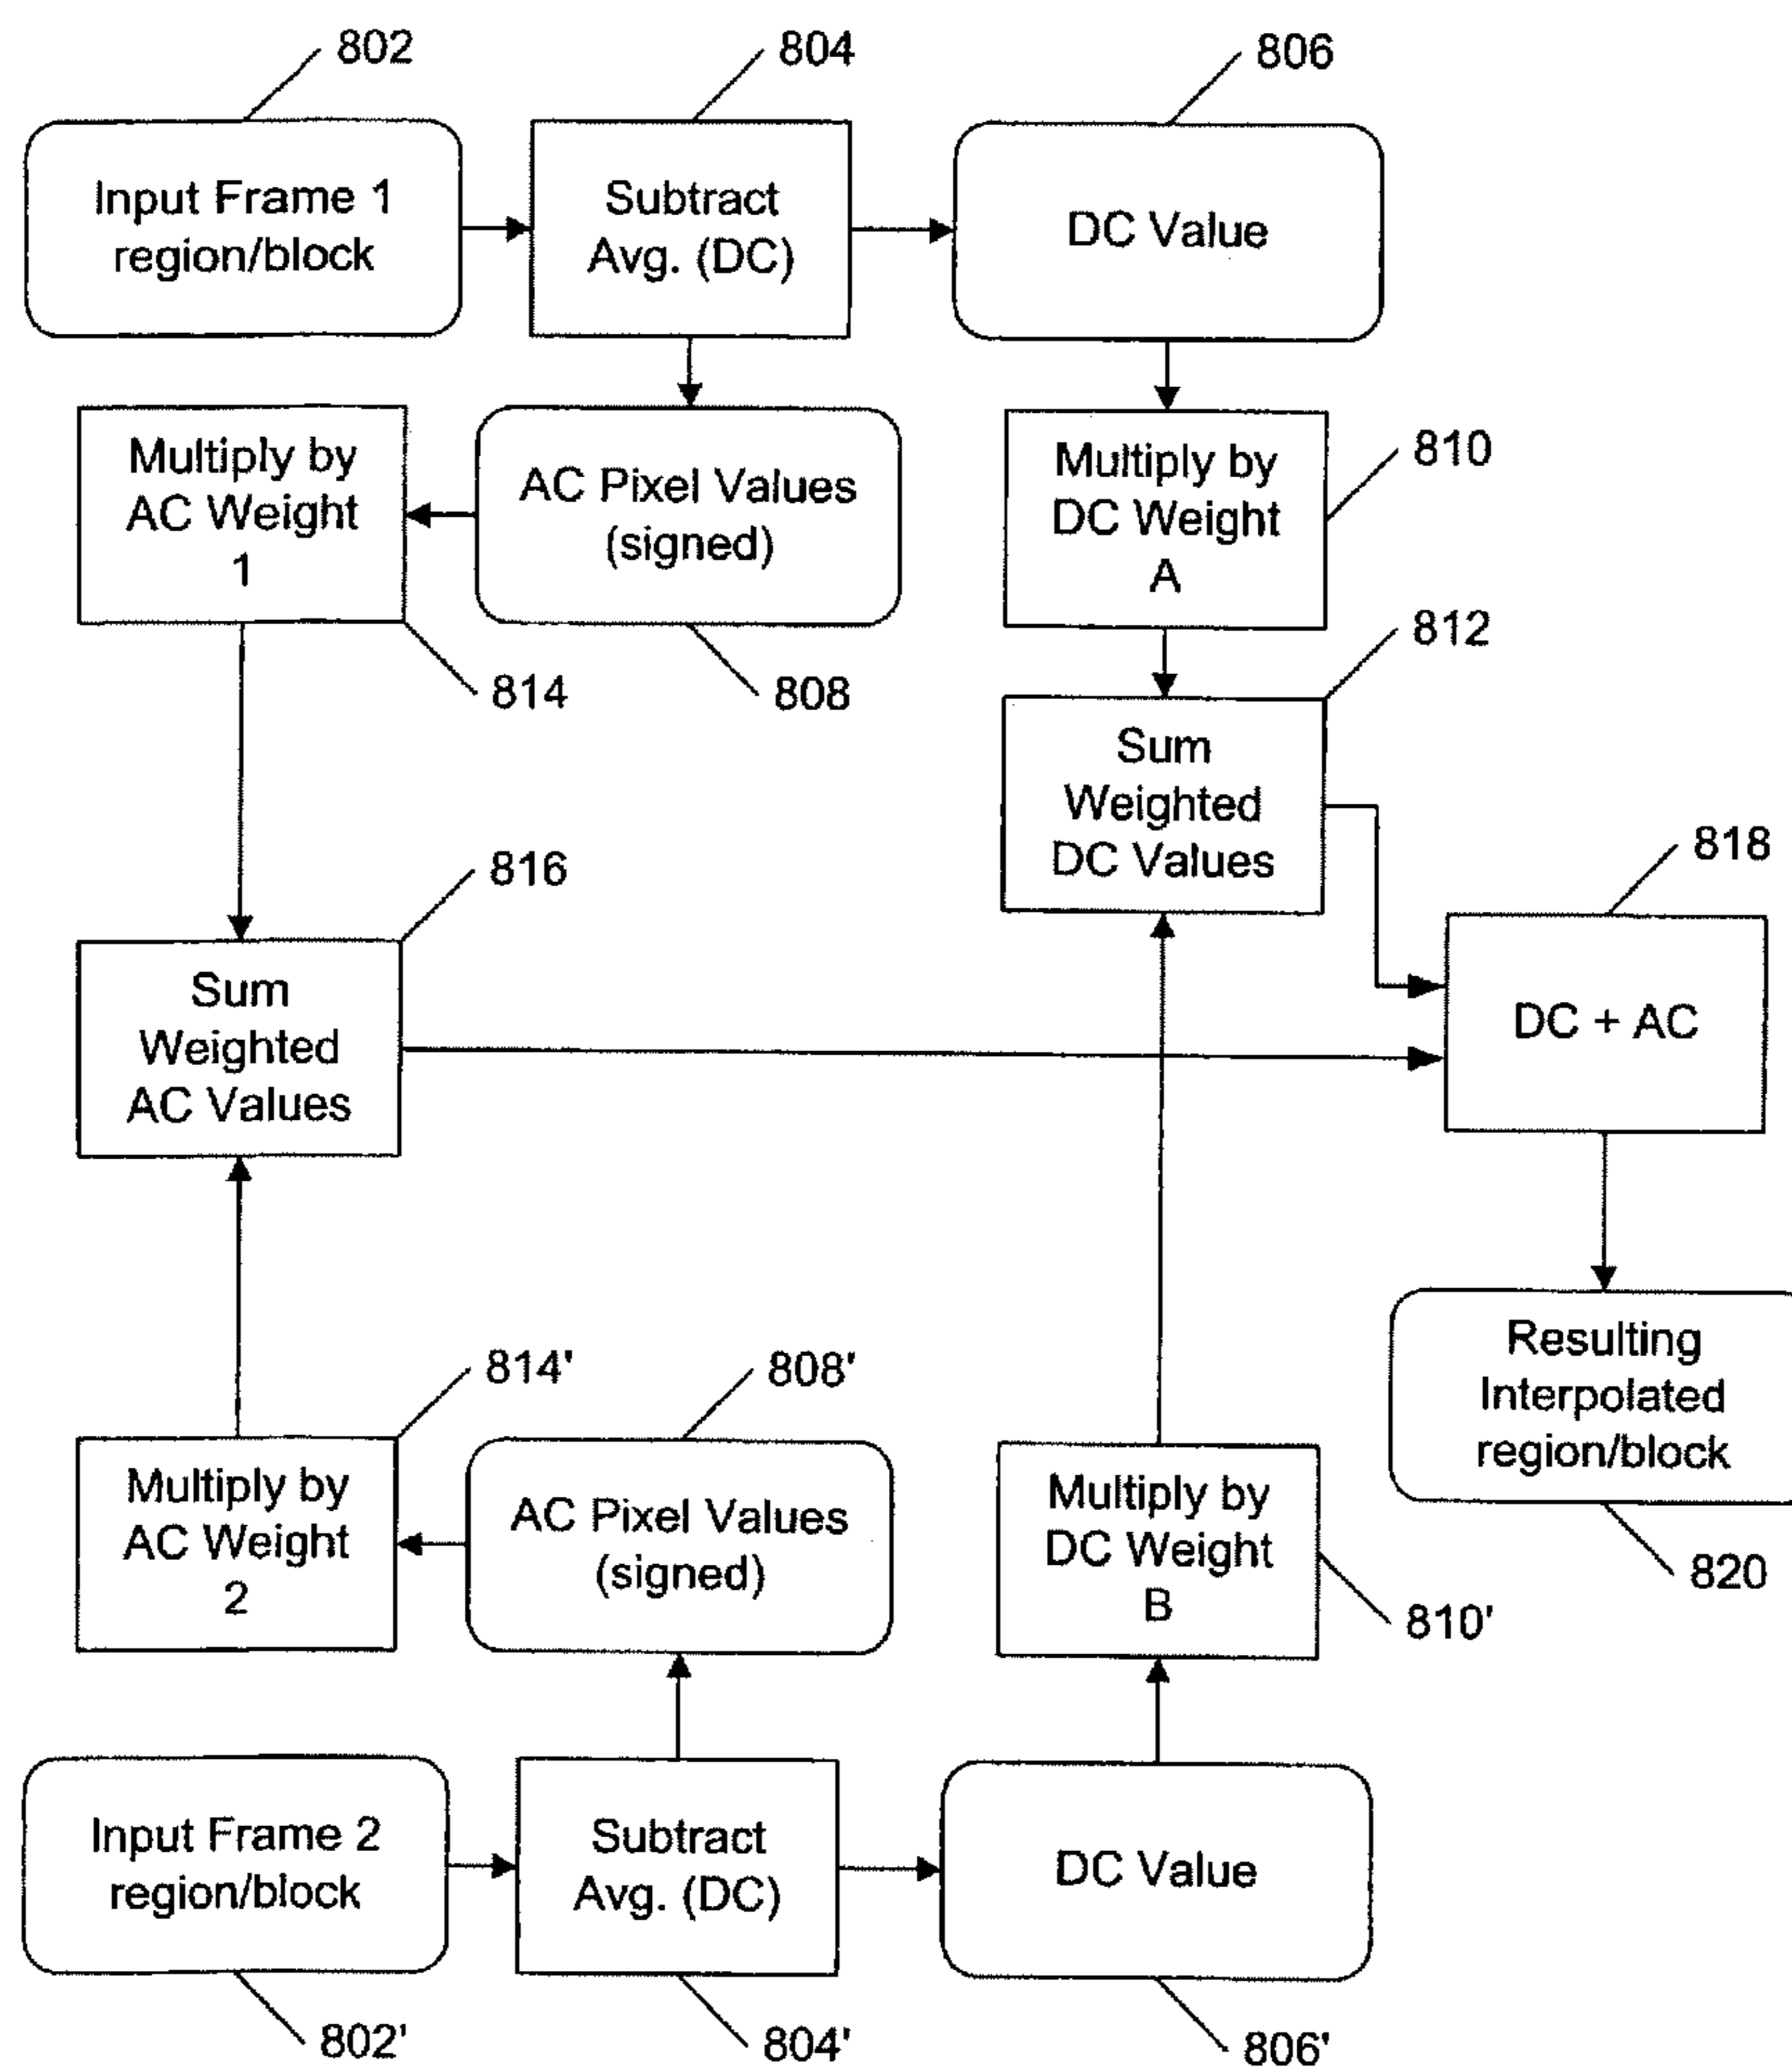 802
804
806
Input Frame 1
region/block
Subtract
Avg. (DC)
DC Value
Multiply by
AC Weight
1
AC Pixel Values
(signed)
Multiply by
DC Weight
A
810
814
808
812
Sum
Weighted
DC Values
816
818
Sum
Weighted
AC Values
DC + AC
814'
808'
Resulting
Interpolated
region/block
Multiply by
AC Weight
2
AC Pixel Values
(signed)
Multiply by
DC Weight
B
820
810'
Input Frame 2
region/block
Subtract
Avg. (DC)
DC Value
802'
804'
806'